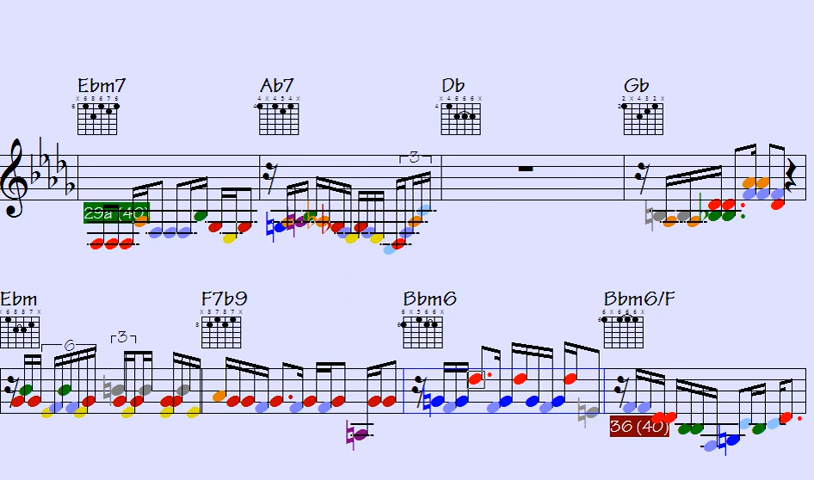 Ebm7 Ab7 Db Gb
3
29a (40)
Ebm F7b9 Bbm6 Bbm6/F
6 3
36 (40)